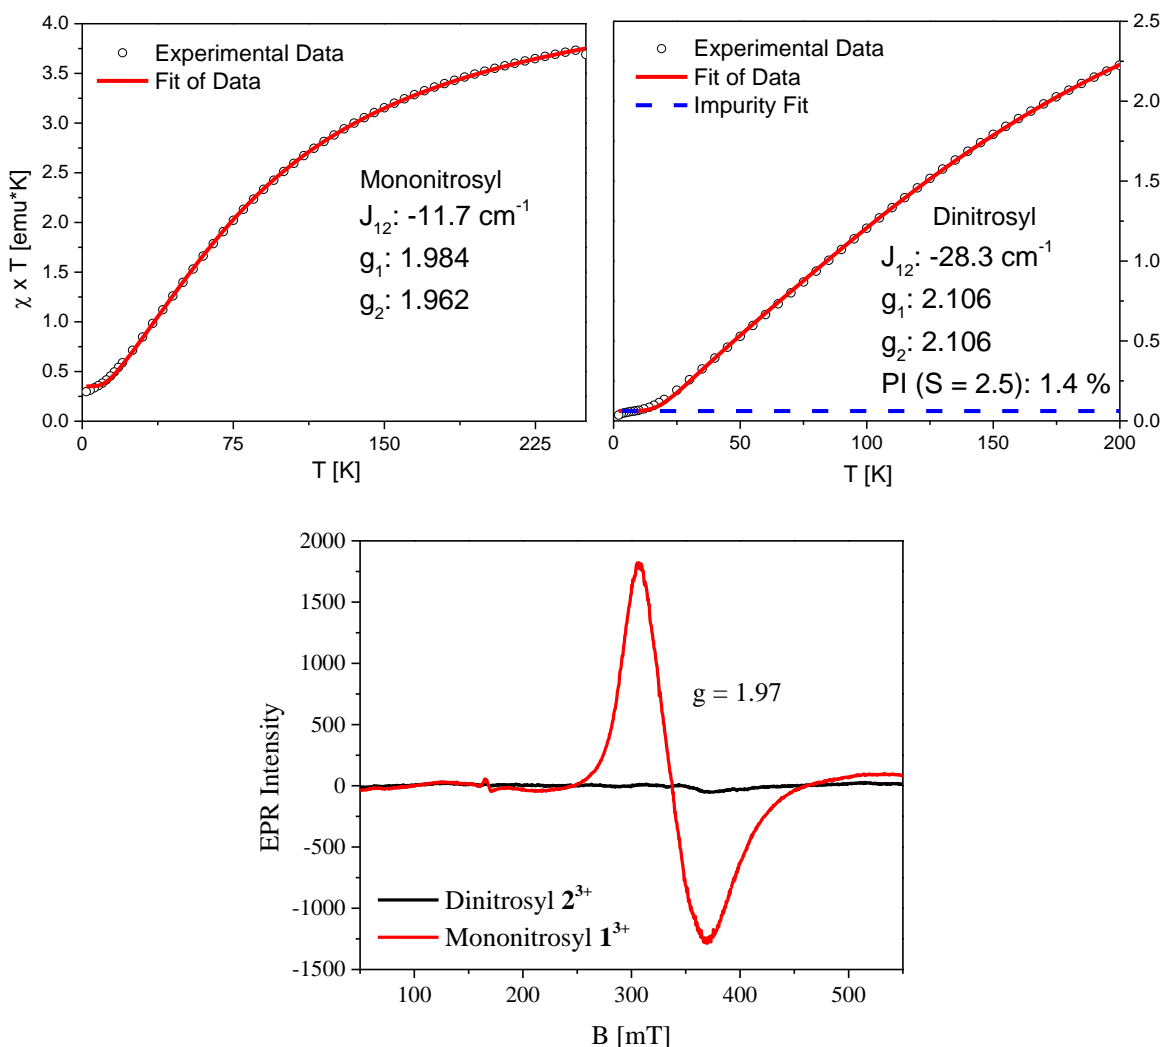 4.0
3.5
3.0
2.5
2.0
1.5
1.0
0.5
0.0
χ x T [emu*K]
Experimental Data
Fit of Data
Mononitrosyl
J₁₂: -11.7 cm⁻¹
g₁: 1.984
g₂: 1.962
0 75 150 225
T [K]
Experimental Data
Fit of Data
Impurity Fit
Dinitrosyl
J₁₂: -28.3 cm⁻¹
g₁: 2.106
g₂: 2.106
PI (S = 2.5): 1.4 %
2.5
2.0
1.5
1.0
0.5
0.0
0 50 100 150 200
T [K]
2000
1500
1000
500
0
-500
-1000
-1500
EPR Intensity
g = 1.97
Dinitrosyl 2³⁺
Mononitrosyl 1³⁺
100 200 300 400 500
B [mT]